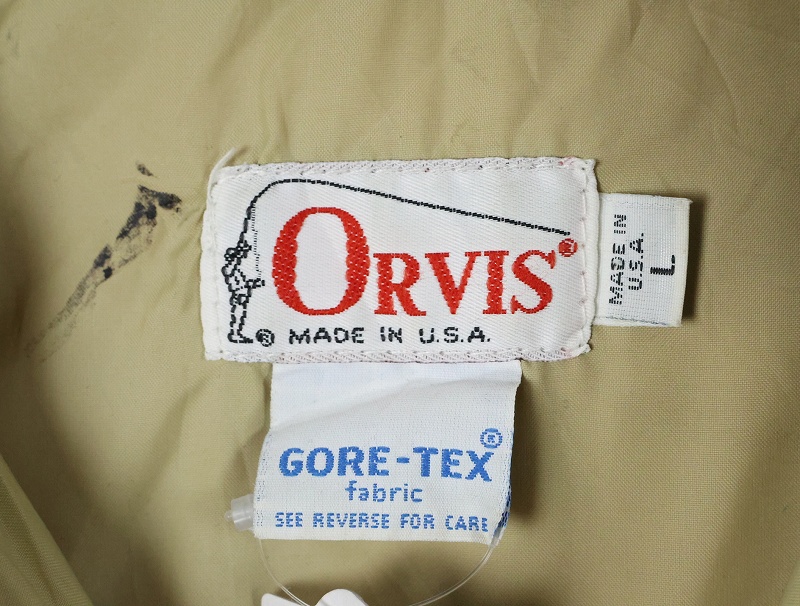 ORVIS®
® MADE IN U.S.A.
MADE IN
U.S.A.
L
GORE-TEX®
fabric
SEE REVERSE FOR CARE